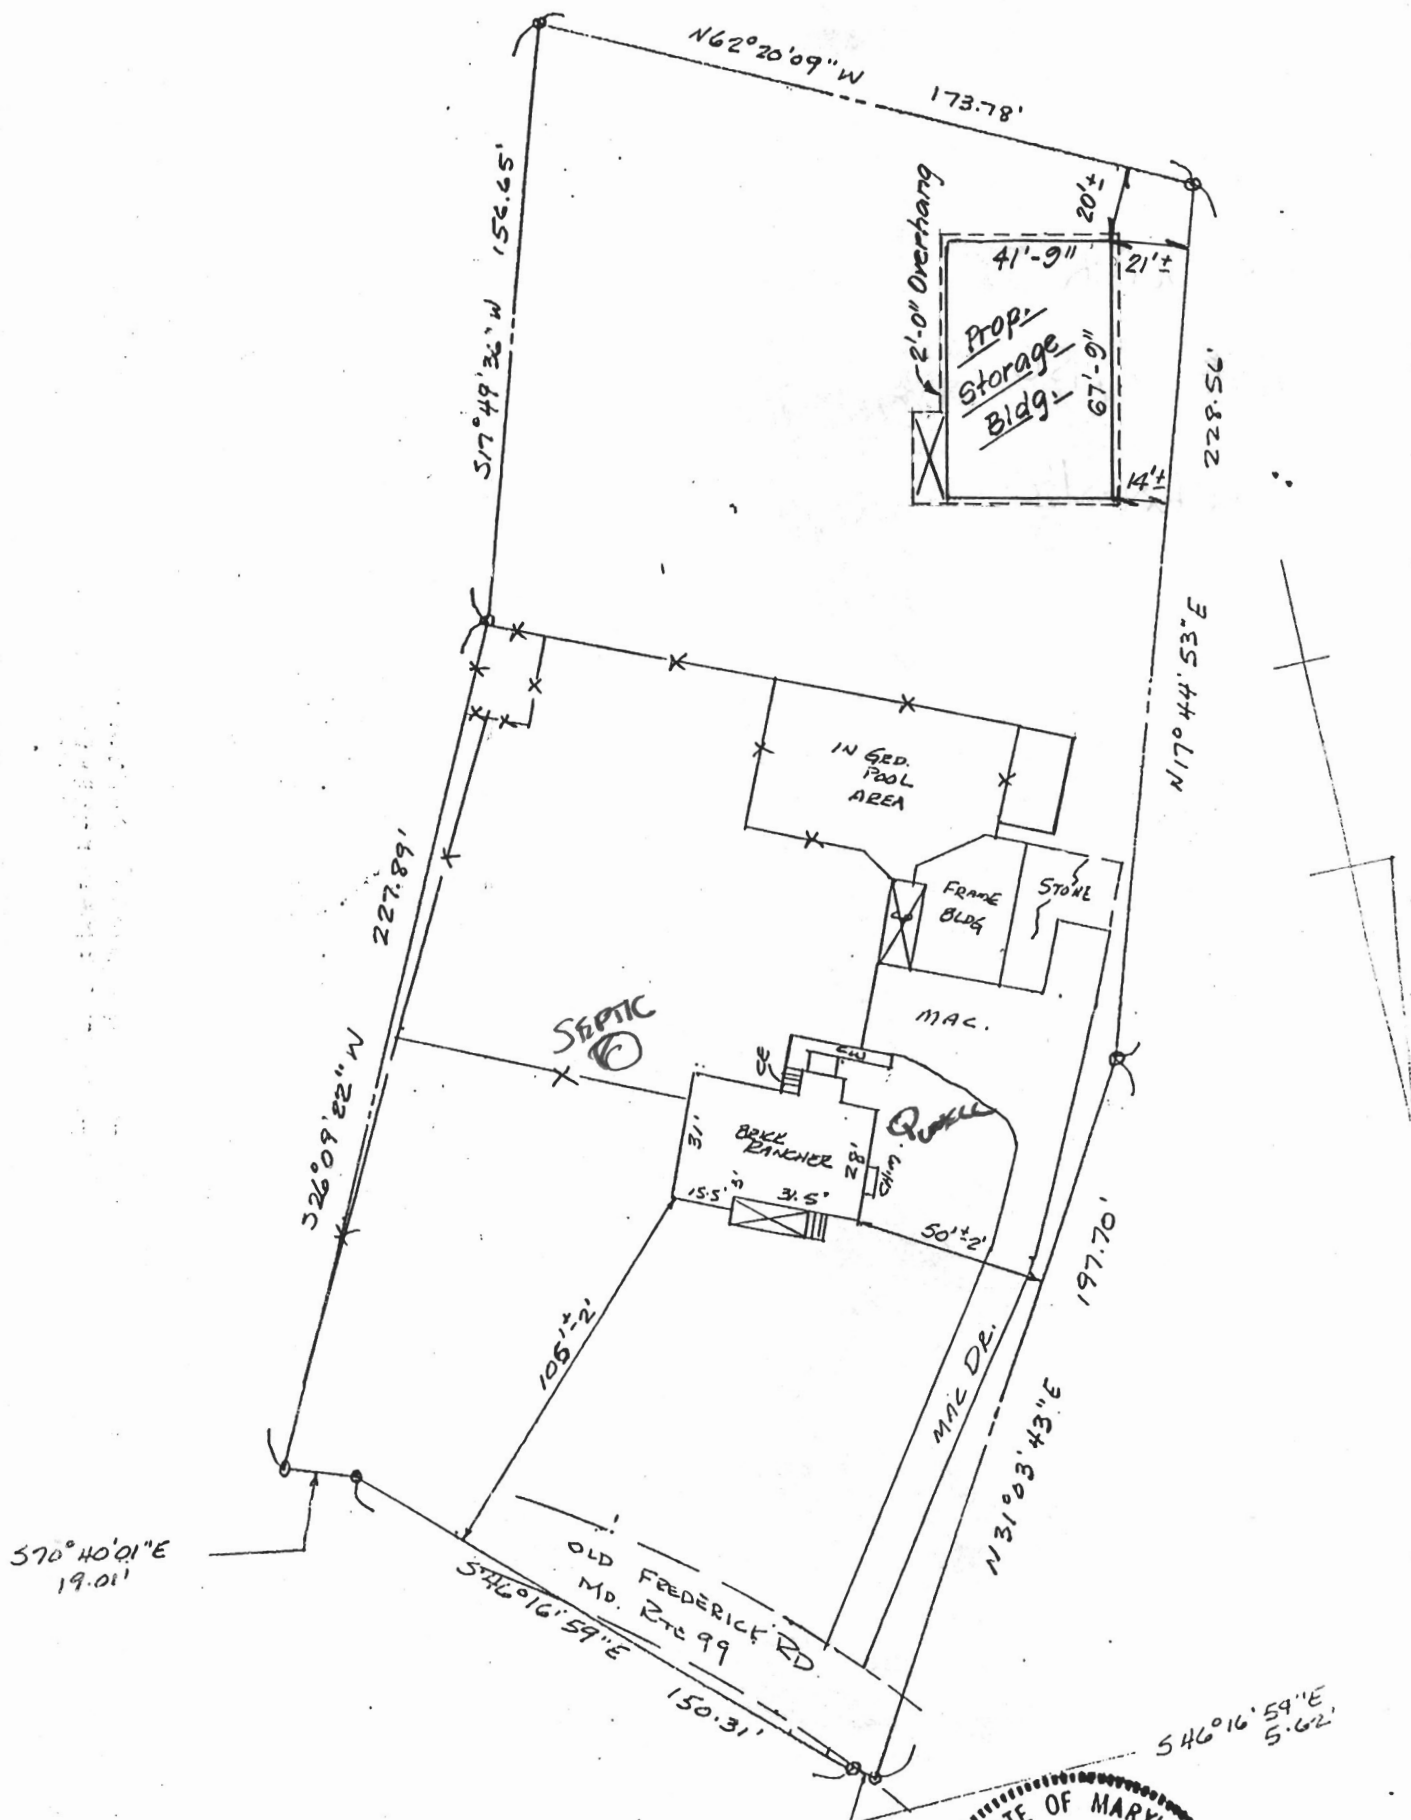 N62°20'09"W 173.78'
S17°49'36"W 156.65'
2'-0" Overhang
20'±
41'-9"
21'±
Prop.
Storage
Bldg.
67'-9"
14'±
228.56'
N17°44'53"E
IN GRD.
POOL
AREA
227.89'
S26°09'22"W
FRAME
BLDG
STONE
MAC.
SEPTIC
CE
WELL
BRICK
RANCHER
31'
28'
CHIM.
15.5'
3'
31.5'
50'±2'
197.70'
N31°03'43"E
106'±2'
MAC DR.
S70°40'01"E
19.01'
OLD FREDERICK RD
MD. RTE 99
S46°16'59"E
150.31'
S46°16'59"E
5.62'
TE OF MARY